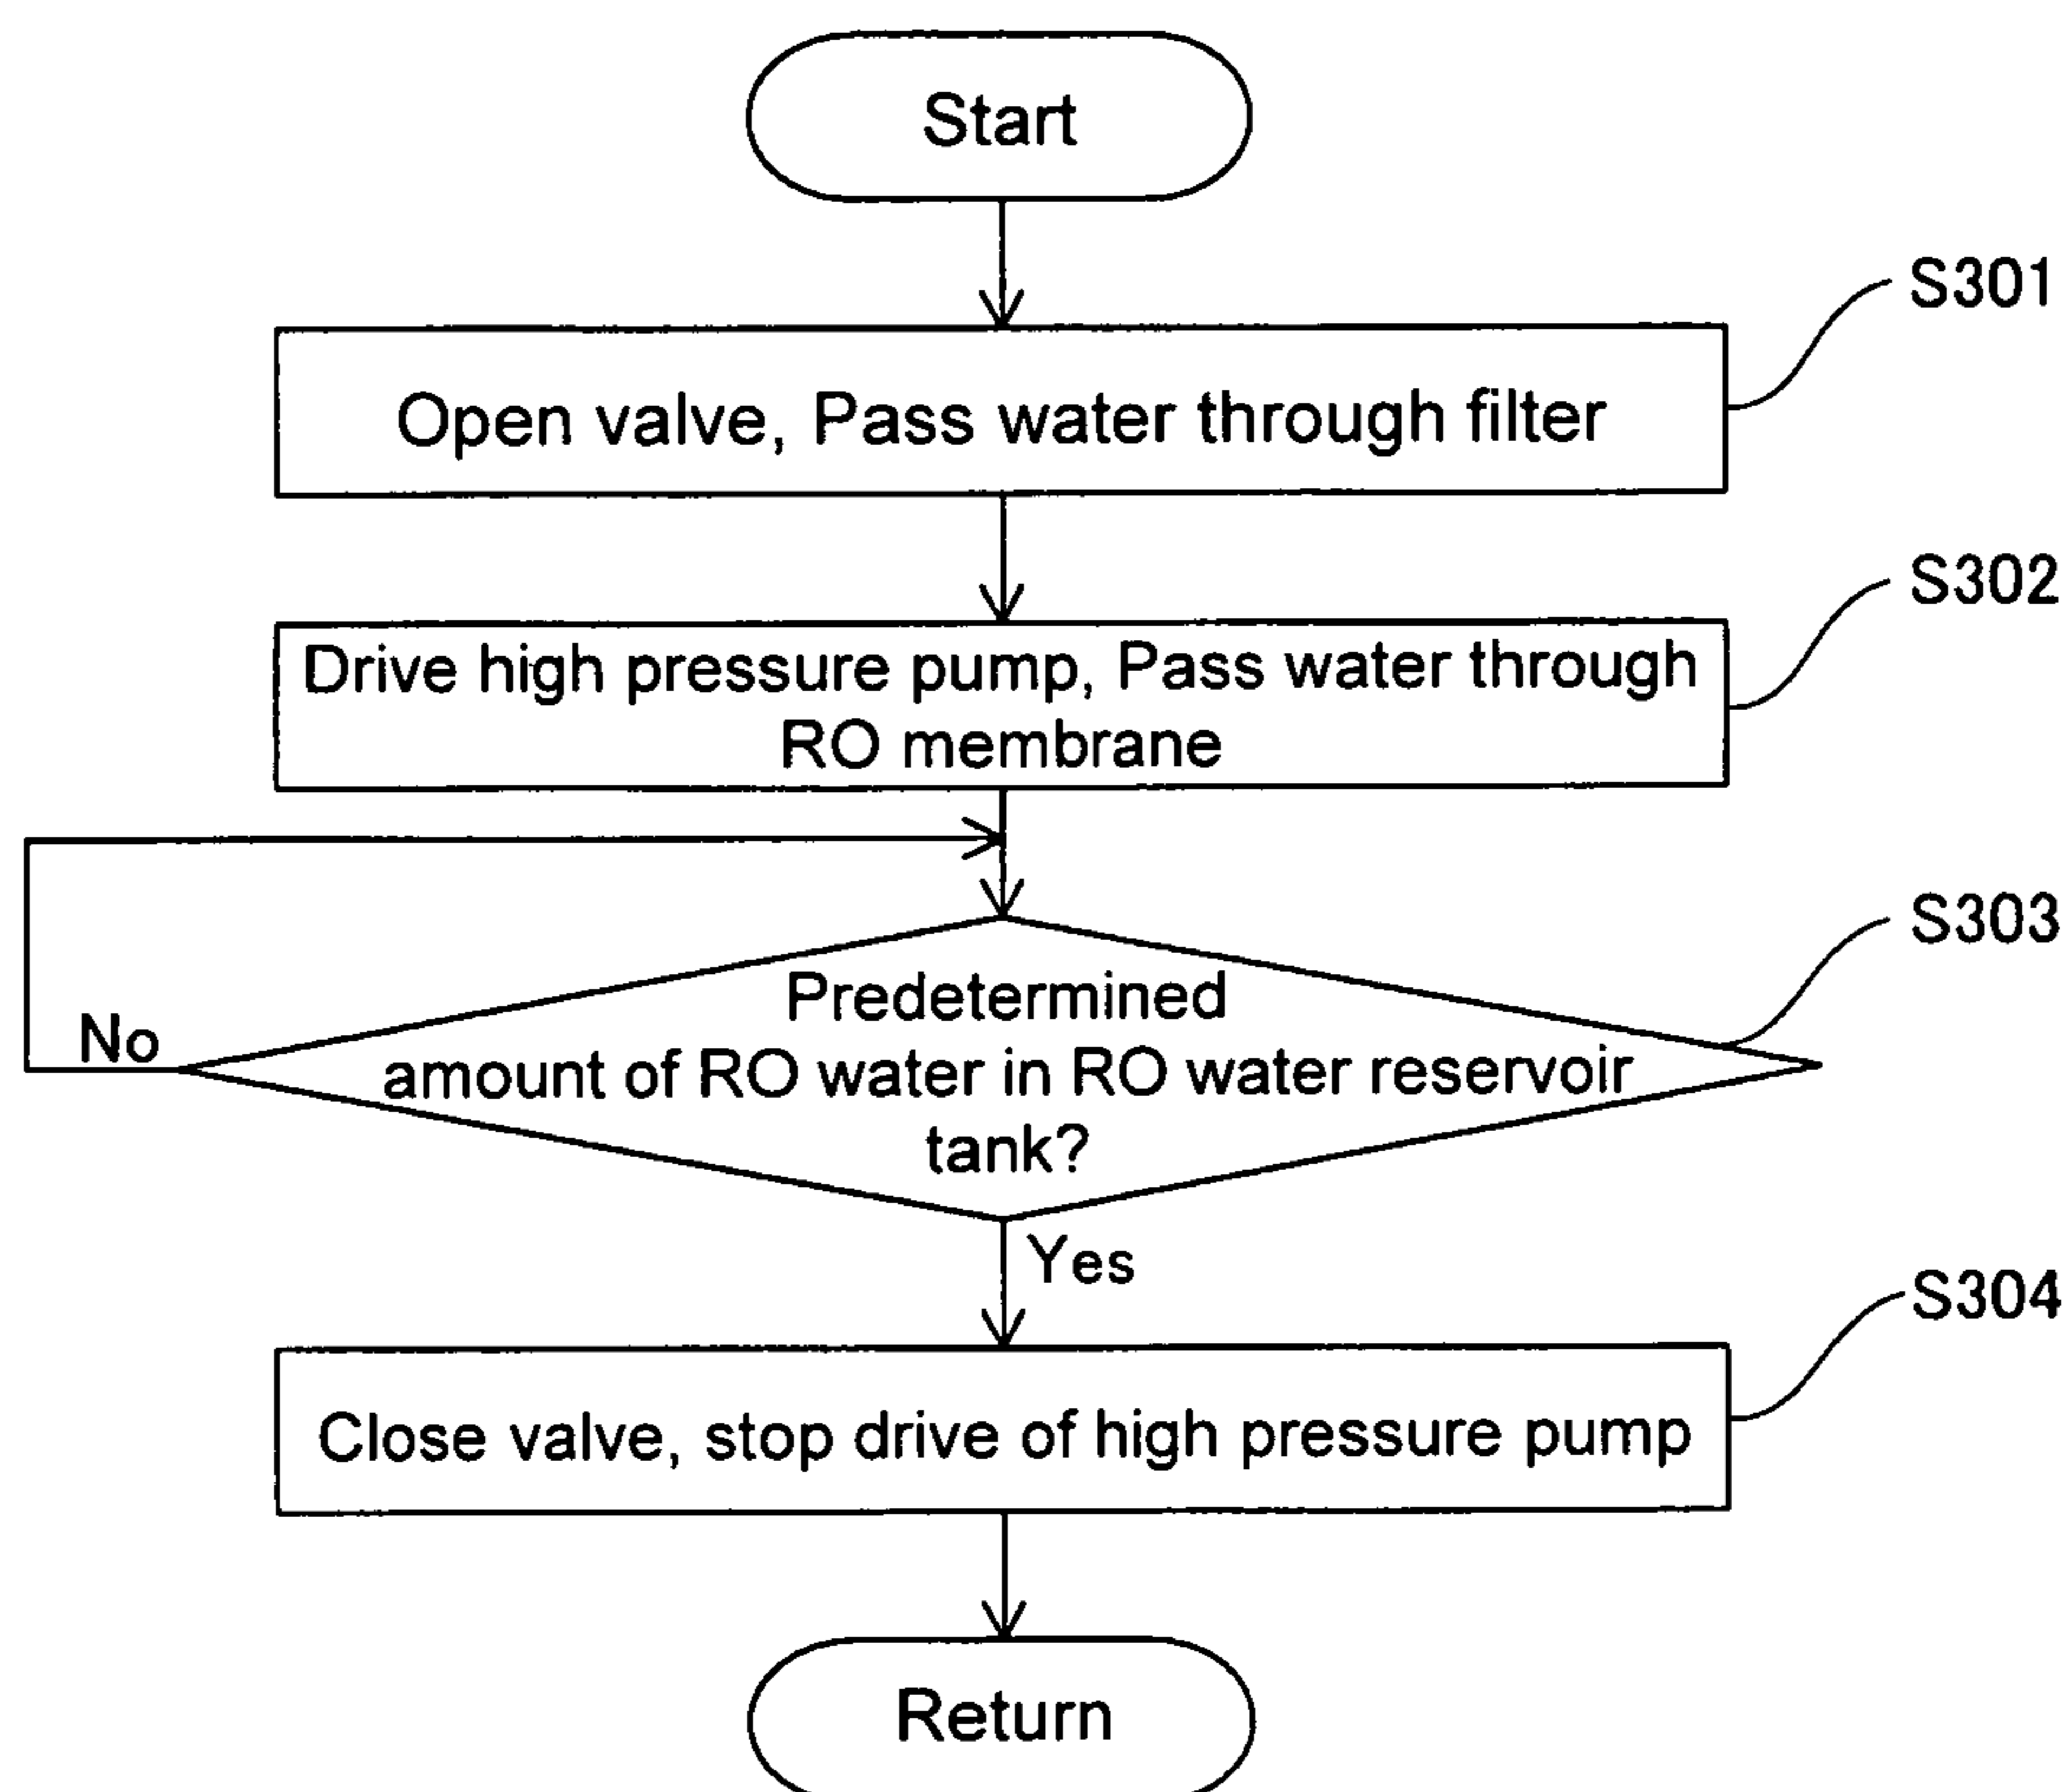 Start
S301
Open valve, Pass water through filter
S302
Drive high pressure pump, Pass water through
RO membrane
S303
Predetermined
No
amount of RO water in RO water reservoir
tank?
Yes
S304
Close valve, stop drive of high pressure pump
Return